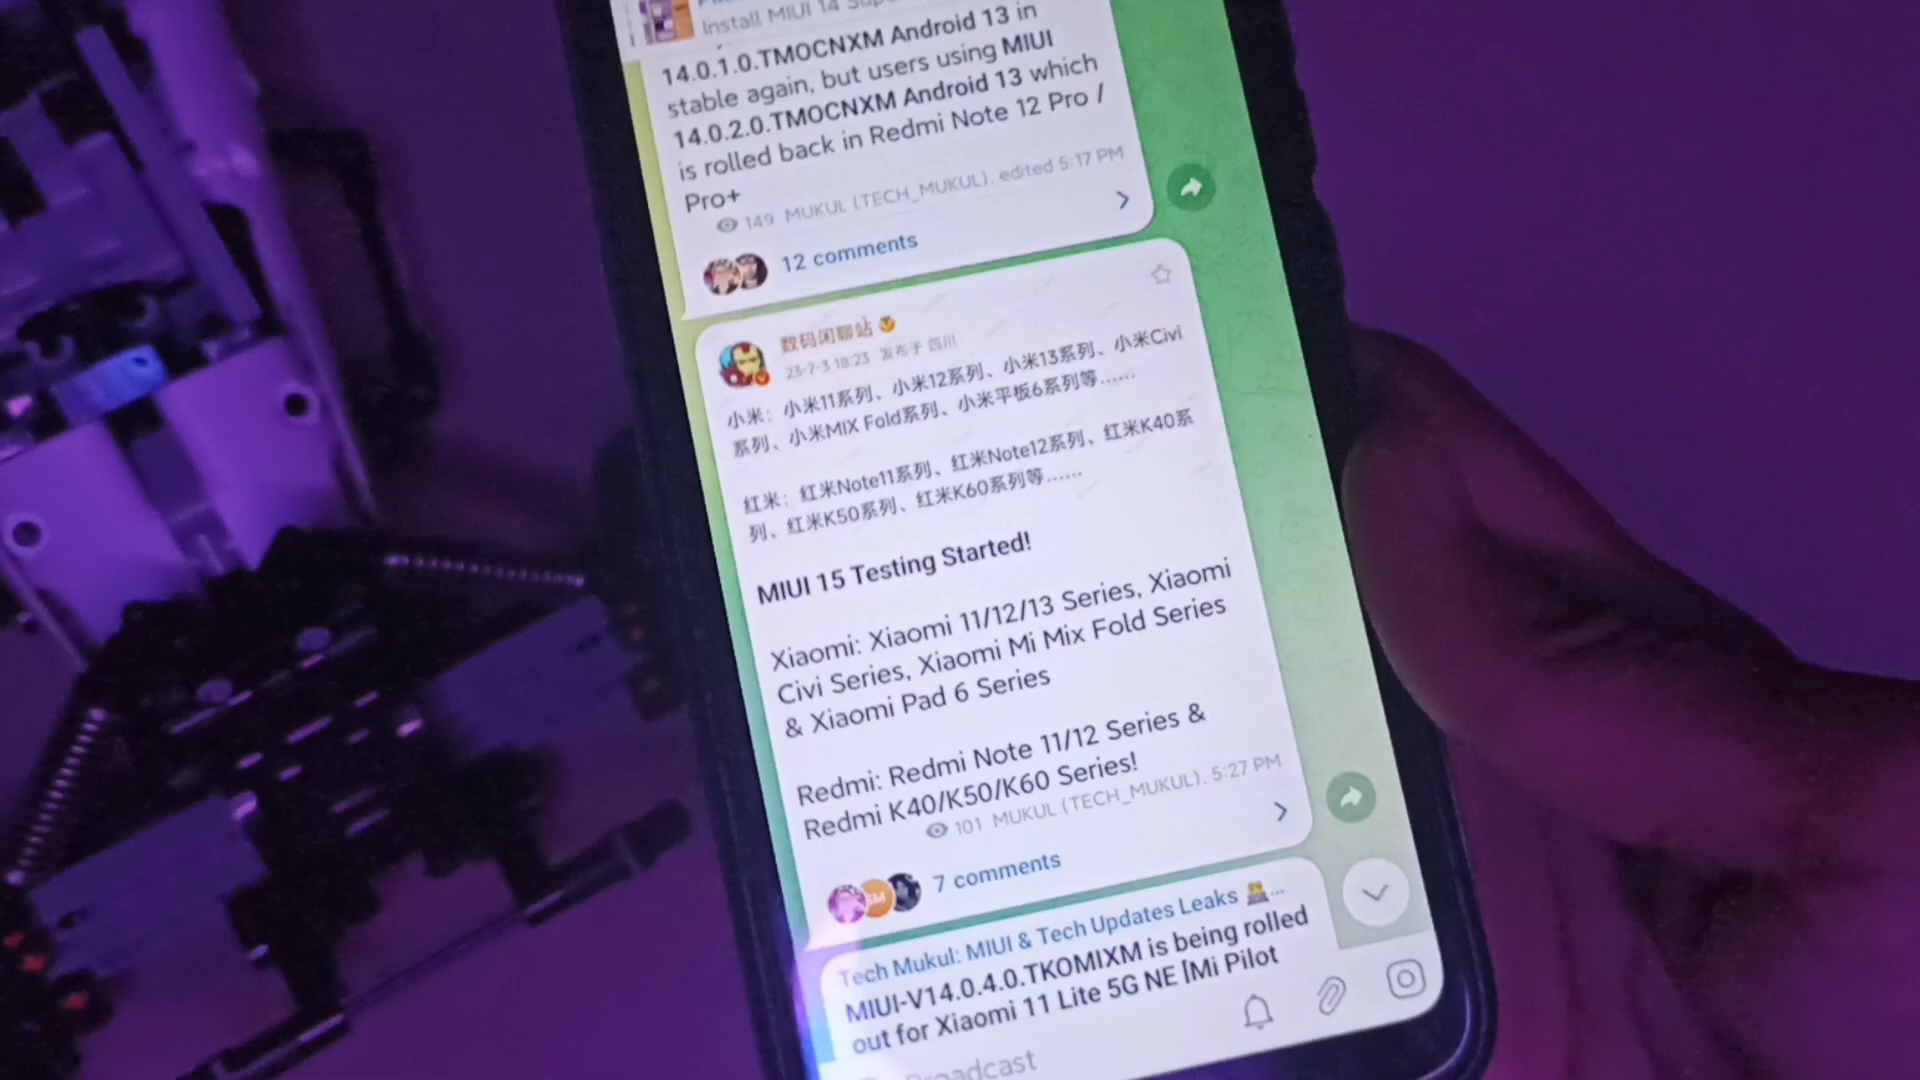 Install MIUI 14
14.0.1.0.TMOCNXM Android 13 in
stable again, but users using MIUI
14.0.2.0.TMOCNXM Android 13 which
is rolled back in Redmi Note 12 Pro /
Pro+
149 MUKUL (TECH_MUKUL), edited 5:17 PM
12 comments
数码闲聊站
23-7-3 18:23 发布于 四川
小米：小米11系列、小米12系列、小米13系列、小米Civi
系列、小米MIX Fold系列、小米平板6系列等……
红米：红米Note11系列、红米Note12系列、红米K40系
列、红米K50系列、红米K60系列等……
MIUI 15 Testing Started!
Xiaomi: Xiaomi 11/12/13 Series, Xiaomi
Civi Series, Xiaomi Mi Mix Fold Series
& Xiaomi Pad 6 Series
Redmi: Redmi Note 11/12 Series &
Redmi K40/K50/K60 Series!
101 MUKUL (TECH_MUKUL), 5:27 PM
SM
7 comments
Tech Mukul: MIUI & Tech Updates Leaks ...
MIUI-V14.0.4.0.TKOMIXM is being rolled
out for Xiaomi 11 Lite 5G NE [Mi Pilot
Broadcast